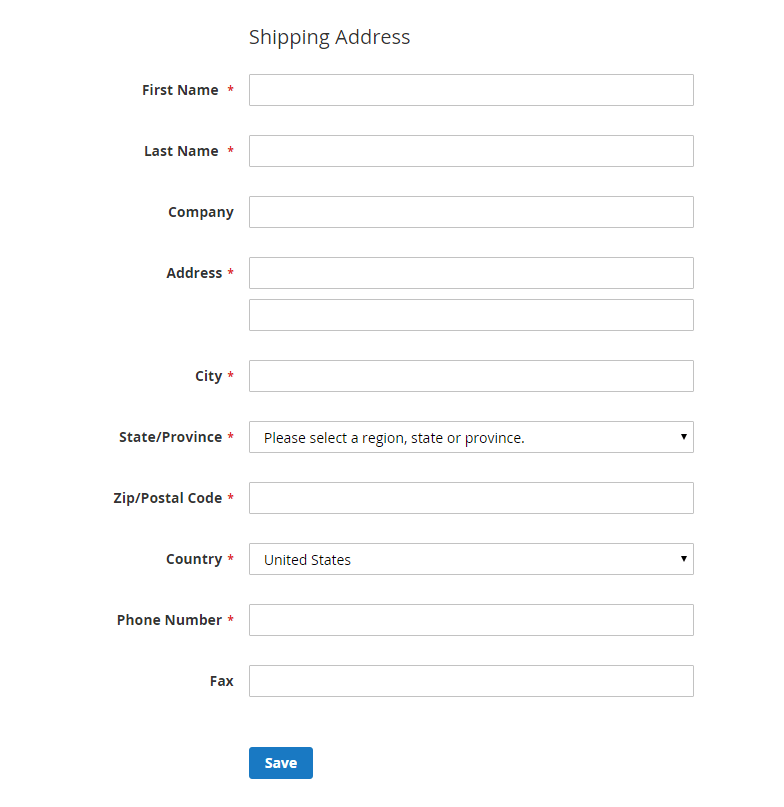 Shipping Address
First Name *
Last Name *
Company
Address *
City *
State/Province * Please select a region, state or province.
Zip/Postal Code *
Country * United States
Phone Number *
Fax
Save